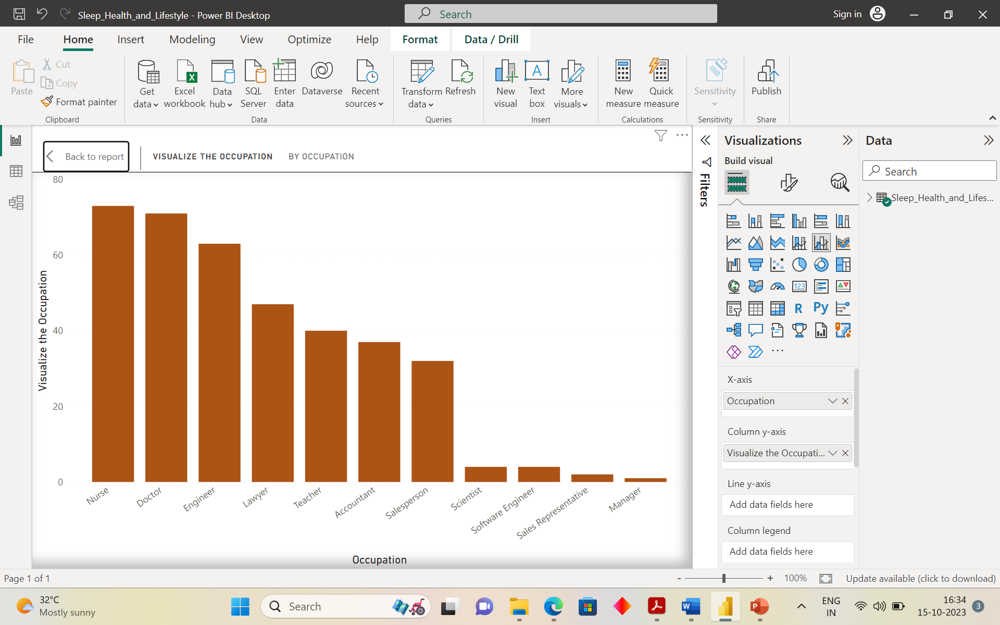 Sleep_Health_and_Lifestyle - Power BI Desktop
Search
Sign in
File Home Insert Modeling View Optimize Help Format Data / Drill
Paste
Cut
Copy
Format painter
Clipboard
Get data
Excel workbook
Data hub
SQL Server
Enter data
Dataverse
Recent sources
Data
Transform data
Refresh
Queries
New visual
Text box
More visuals
Insert
New measure
Quick measure
Calculations
Sensitivity
Sensitivity
Publish
Share
Back to report
VISUALIZE THE OCCUPATION BY OCCUPATION
80
60
40
20
0
Visualize the Occupation
Nurse
Doctor
Engineer
Lawyer
Teacher
Accountant
Salesperson
Scientist
Software Engineer
Sales Representative
Manager
Occupation
Filters
Visualizations
Build visual
123
R
Py
X-axis
Occupation
Column y-axis
Visualize the Occupati...
Line y-axis
Add data fields here
Column legend
Add data fields here
Data
Search
Sleep_Health_and_Lifes...
Page 1 of 1
- + 100%
Update available (click to download)
32°C
Mostly sunny
Search
ENG
IN
16:34
15-10-2023
3